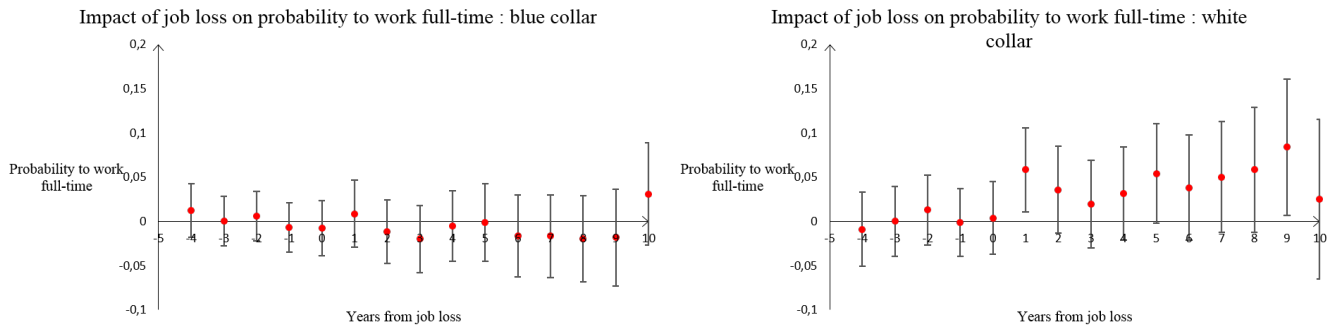 Impact of job loss on probability to work full-time : blue collar
0,2
0,15
0,1
Probability to work
full-time
0,05
0
-0,05
-0,1
-5 -4 -3 -2 -1 0 1 2 3 4 5 6 7 8 9 10
Years from job loss
Impact of job loss on probability to work full-time : white
collar
0,2
0,15
0,1
Probability to work
full-time
0,05
0
-0,05
-0,1
-5 -4 -3 -2 -1 0 1 2 3 4 5 6 7 8 9 10
Years from job loss